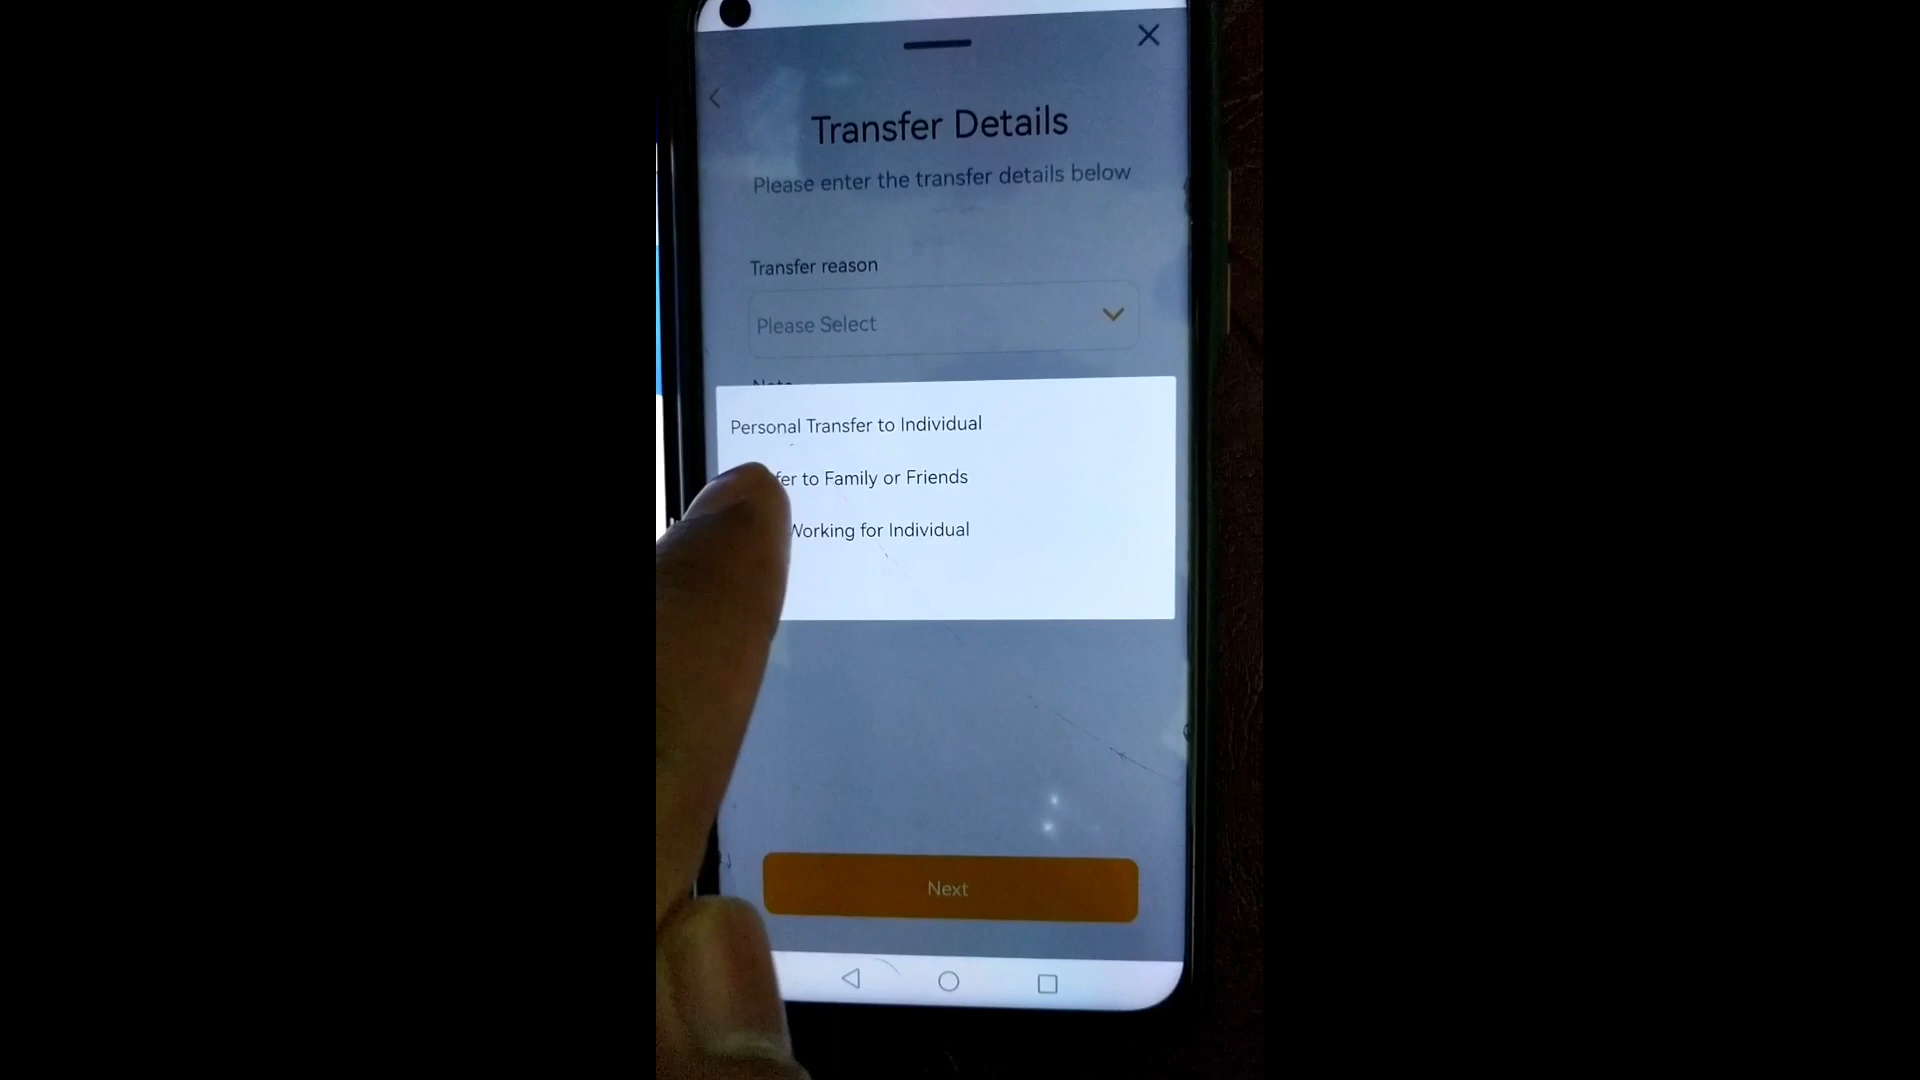 Transfer Details
Please enter the transfer details below
Transfer reason
Please Select
Personal Transfer to Individual
to Family or Friends
Working for Individual
Next